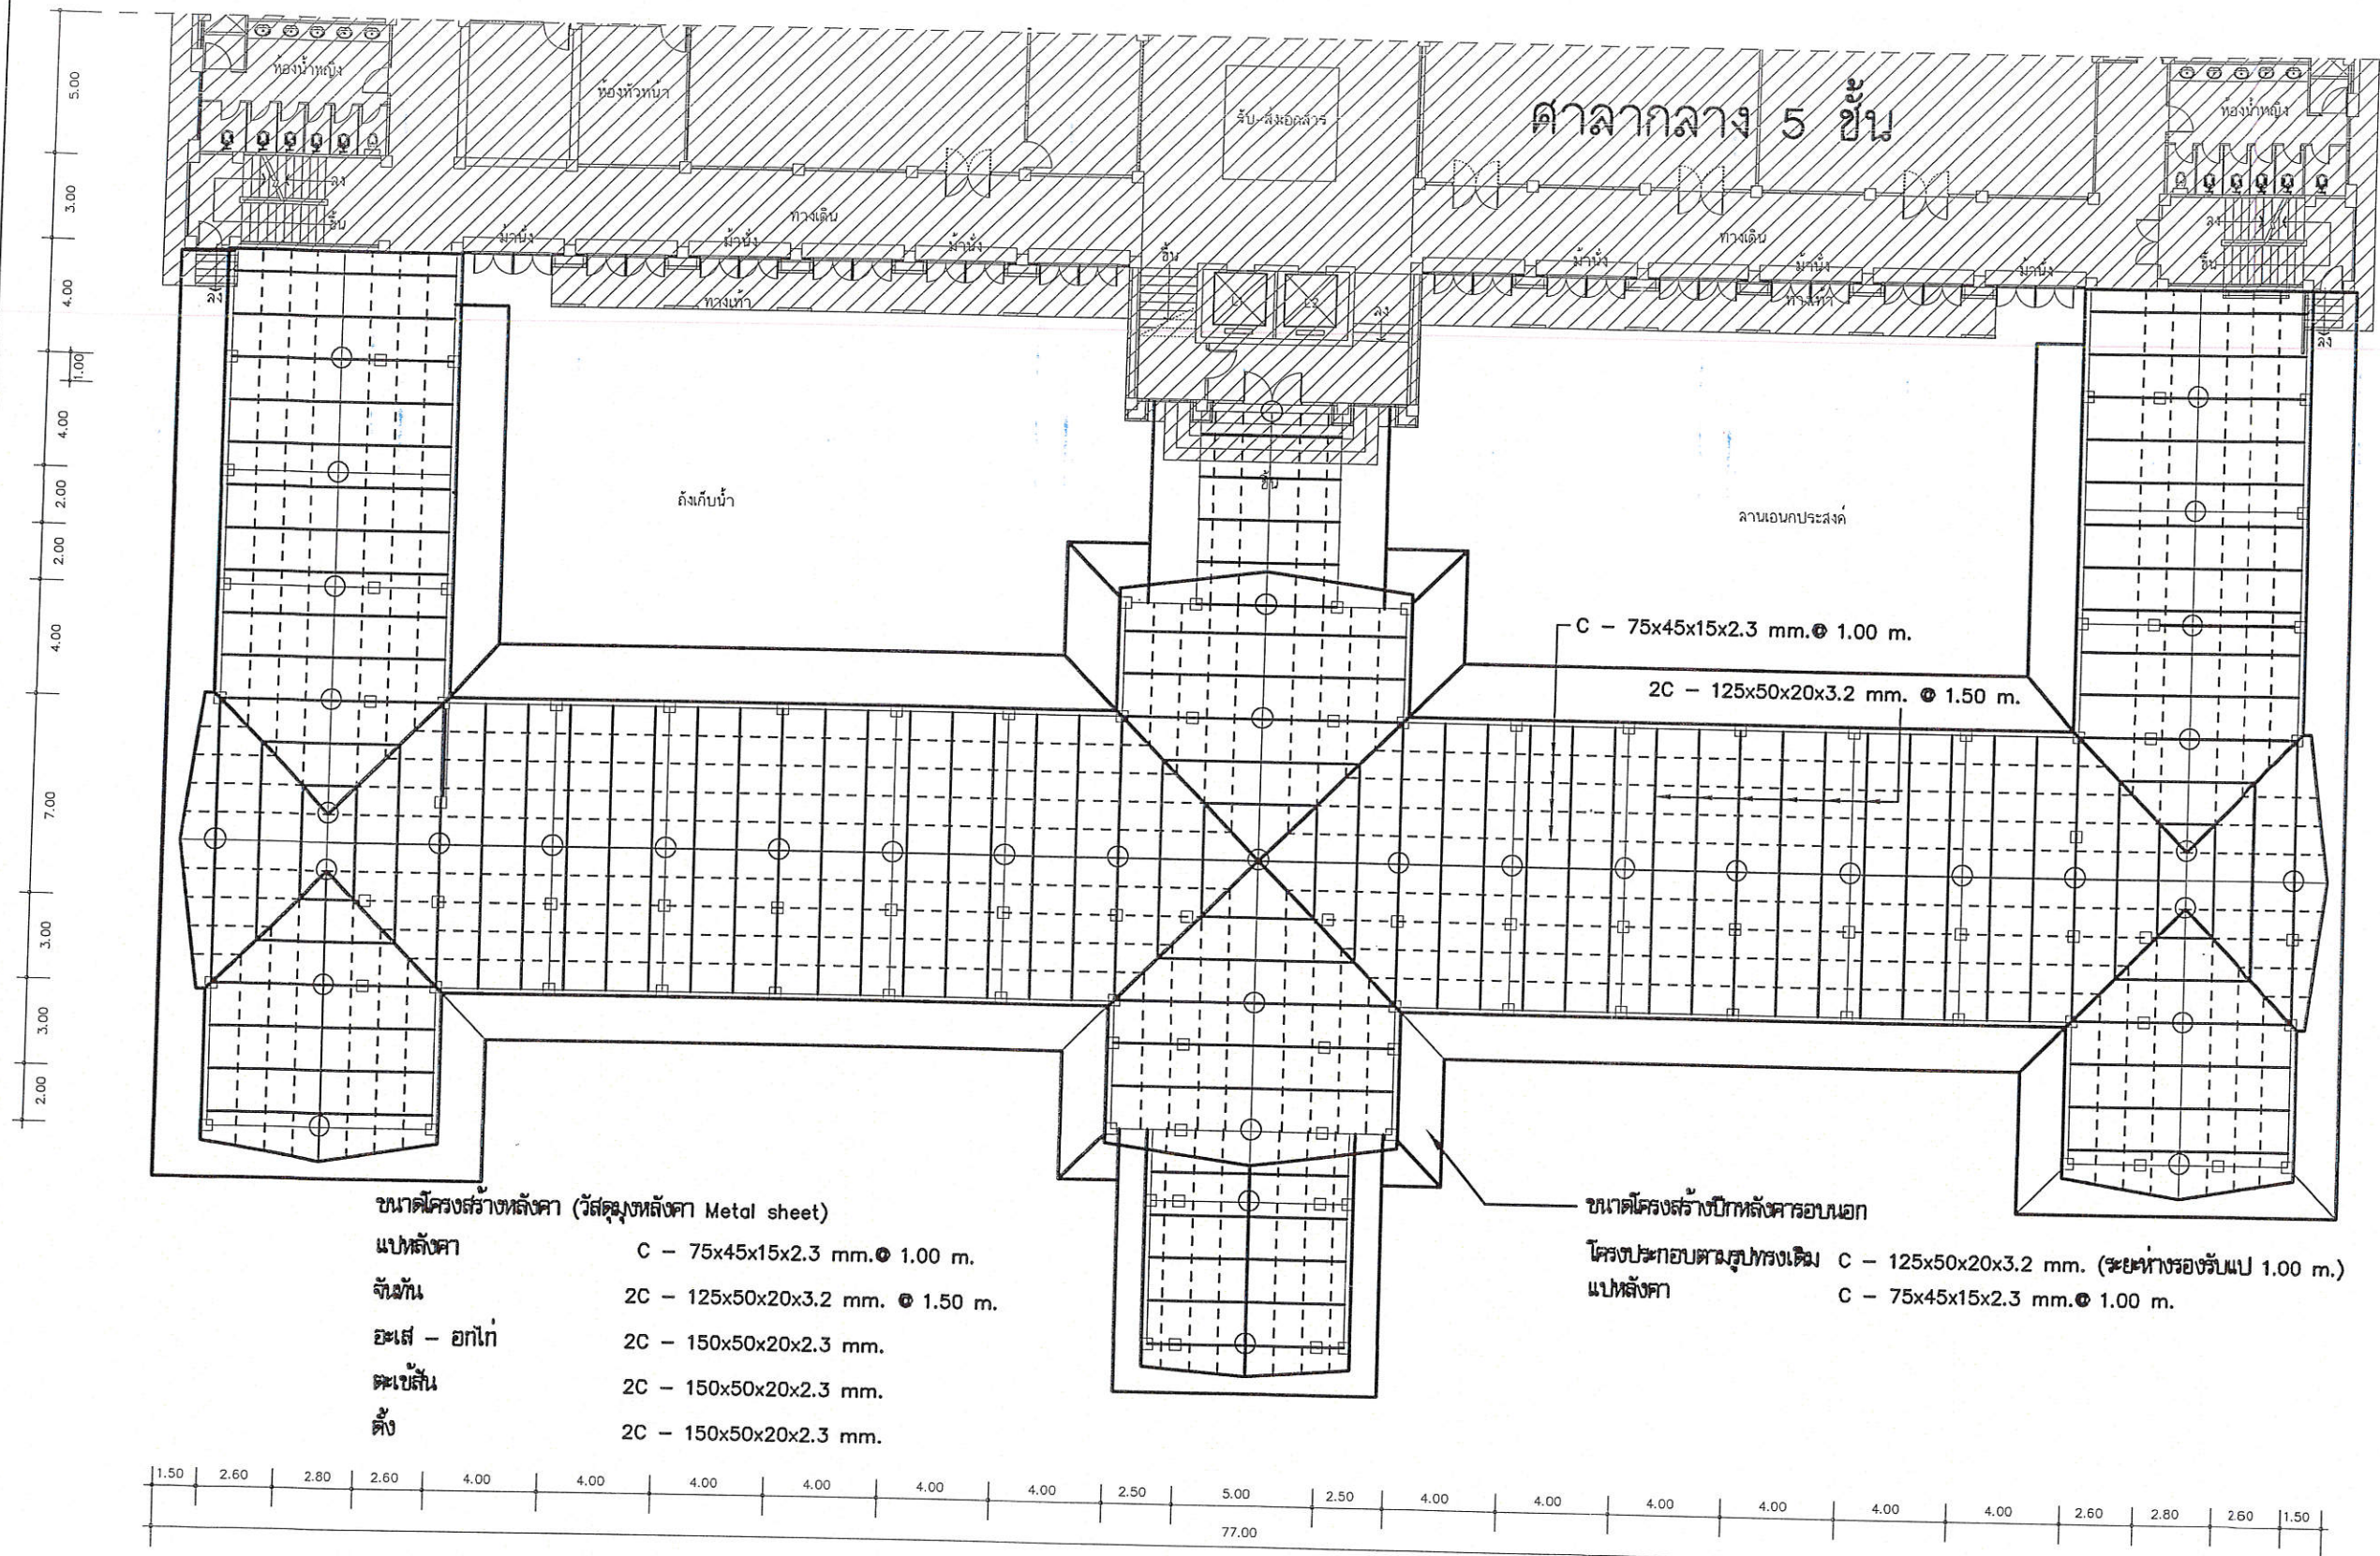 ห้องน้ำหญิง
ห้องหัวหน้า
รับ-ส่งเอกสาร
ศาลากลาง 5 ชั้น
ห้องน้ำหญิง
ลง
ขึ้น
ทางเดิน
ม้านั่ง
ม้านั่ง
ม้านั่ง
ขึ้น
ทางเดิน
ม้านั่ง
ม้านั่ง
ม้านั่ง
ลง
ขึ้น
ลง
ทางเท้า
L1
L2
ลง
ทางเท้า
ลง
ขึ้น
ถังเก็บน้ำ
ลานเอนกประสงค์
C - 75x45x15x2.3 mm.@ 1.00 m.
2C - 125x50x20x3.2 mm. @ 1.50 m.
5.00
3.00
4.00
1.00
4.00
2.00
2.00
4.00
7.00
3.00
3.00
2.00
ขนาดโครงสร้างหลังคา (วัสดุมุงหลังคา Metal sheet)
แปหลังคา C - 75x45x15x2.3 mm.@ 1.00 m.
จันทัน 2C - 125x50x20x3.2 mm. @ 1.50 m.
อะเส - อกไก่ 2C - 150x50x20x2.3 mm.
ตะเข้สัน 2C - 150x50x20x2.3 mm.
ดั้ง 2C - 150x50x20x2.3 mm.
ขนาดโครงสร้างปีกหลังคารอบนอก
โครงประกอบตามรูปทรงเดิม C - 125x50x20x3.2 mm. (ระยะห่างรองรับแป 1.00 m.)
แปหลังคา C - 75x45x15x2.3 mm.@ 1.00 m.
1.50 2.60 2.80 2.60 4.00 4.00 4.00 4.00 4.00 4.00 2.50 5.00 2.50 4.00 4.00 4.00 4.00 4.00 4.00 2.60 2.80 2.60 1.50
77.00